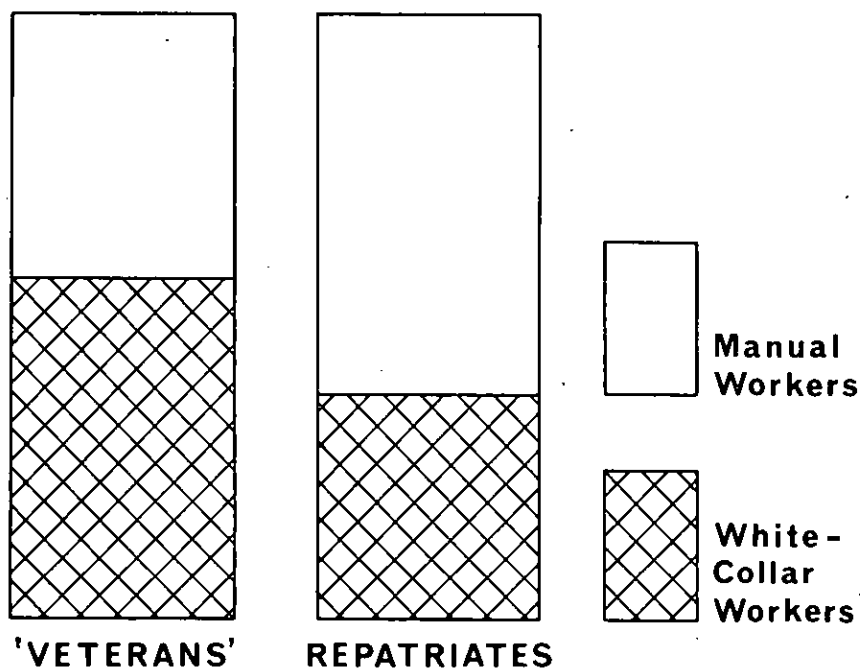 Manual
Workers
White-
Collar
Workers
'VETERANS'
REPATRIATES